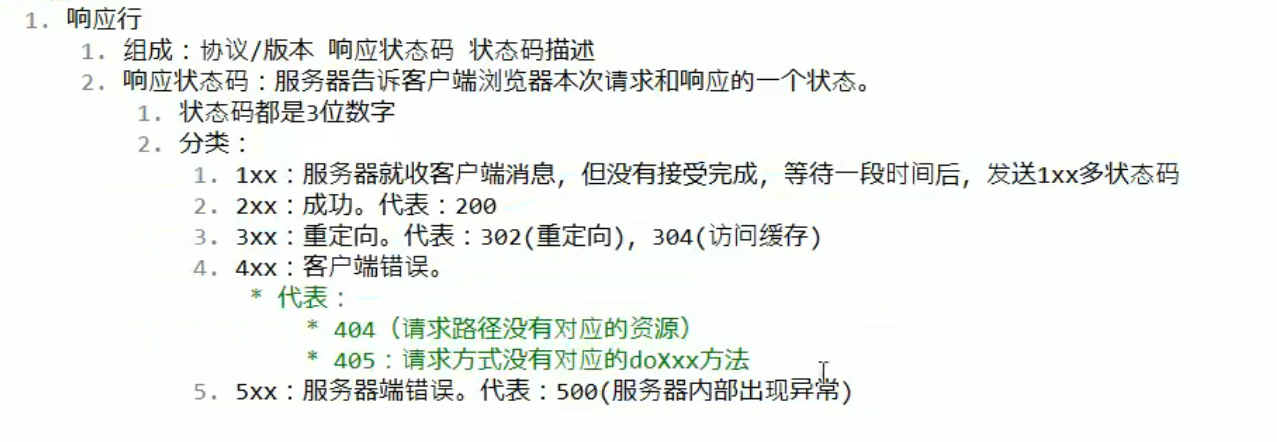 1. 响应行
1. 组成：协议/版本 响应状态码 状态码描述
2. 响应状态码：服务器告诉客户端浏览器本次请求和响应的一个状态。
1. 状态码都是3位数字
2. 分类：
1. 1xx：服务器就收客户端消息，但没有接受完成，等待一段时间后，发送1xx多状态码
2. 2xx：成功。代表：200
3. 3xx：重定向。代表：302(重定向)，304(访问缓存)
4. 4xx：客户端错误。
* 代表：
* 404（请求路径没有对应的资源）
* 405：请求方式没有对应的doXxx方法
5. 5xx：服务器端错误。代表：500(服务器内部出现异常)